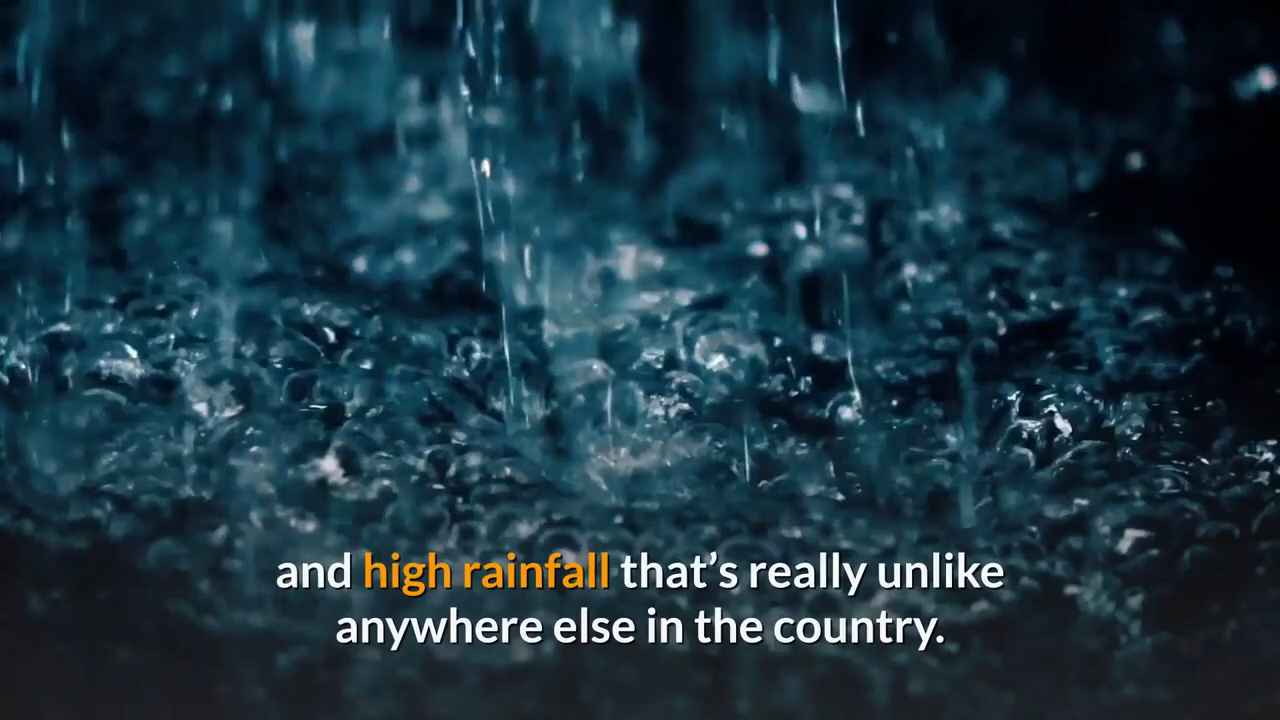 and high rainfall that’s really unlike
anywhere else in the country.